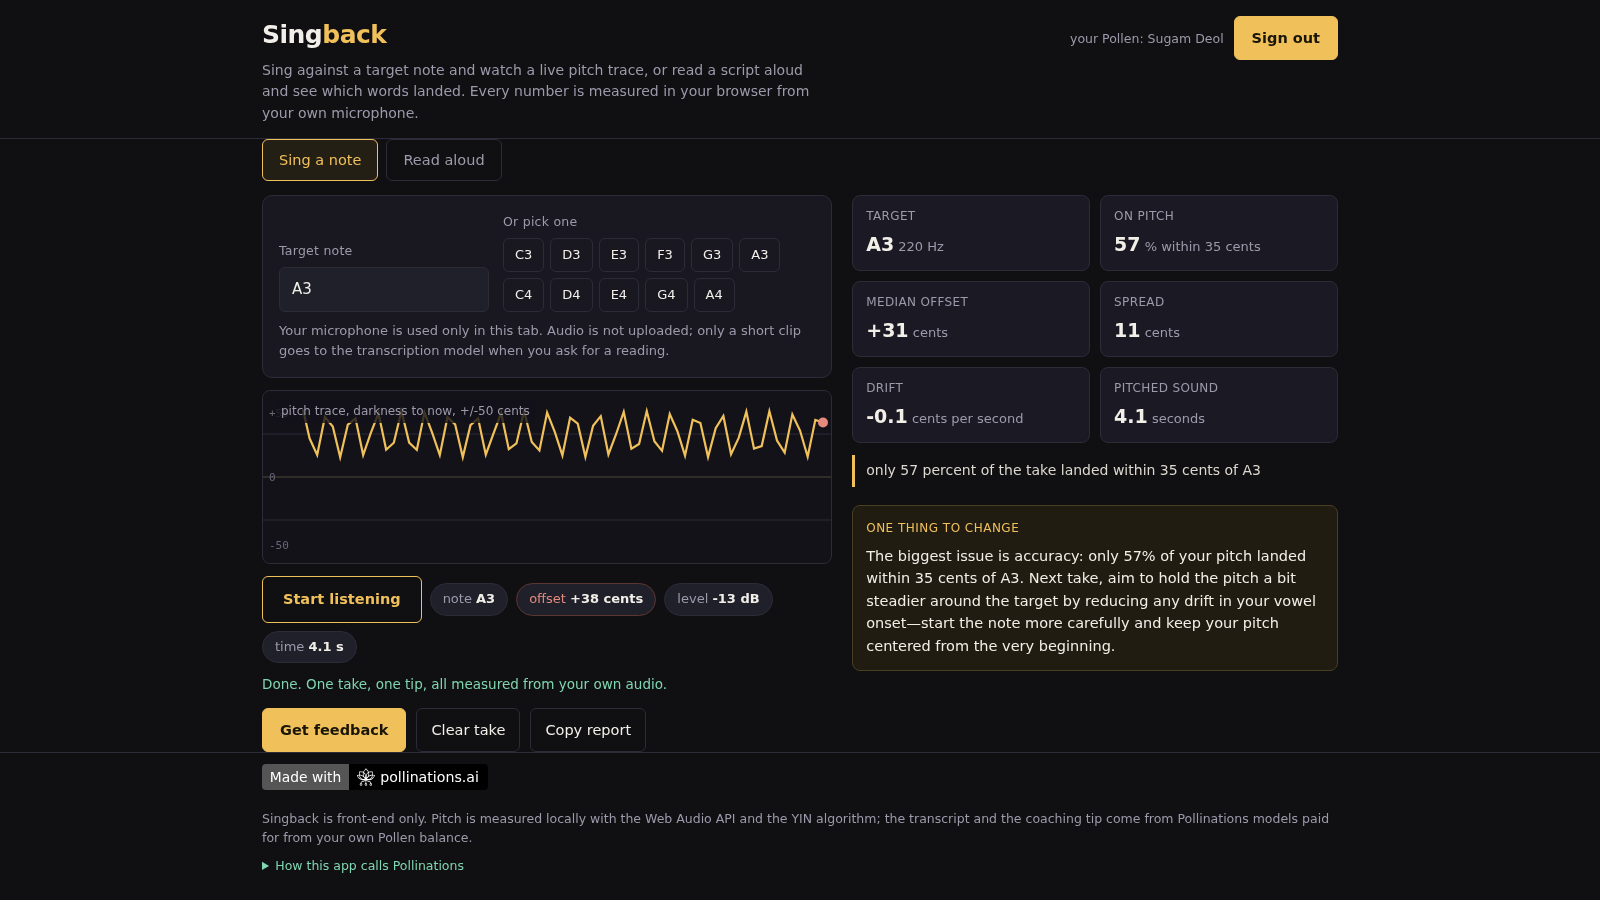 Singback
Sing against a target note and watch a live pitch trace, or read a script aloud
and see which words landed. Every number is measured in your browser from
your own microphone.
your Pollen: Sugam Deol
Sign out
Sing a note
Read aloud
Target note
A3
Or pick one
C3 D3 E3 F3 G3 A3
C4 D4 E4 G4 A4
Your microphone is used only in this tab. Audio is not uploaded; only a short clip
goes to the transcription model when you ask for a reading.
pitch trace, darkness to now, +/-50 cents
0
-50
Start listening
note A3
offset +38 cents
level -13 dB
time 4.1 s
Done. One take, one tip, all measured from your own audio.
Get feedback
Clear take
Copy report
TARGET
A3 220 Hz
ON PITCH
57 % within 35 cents
MEDIAN OFFSET
+31 cents
SPREAD
11 cents
DRIFT
-0.1 cents per second
PITCHED SOUND
4.1 seconds
only 57 percent of the take landed within 35 cents of A3
ONE THING TO CHANGE
The biggest issue is accuracy: only 57% of your pitch landed
within 35 cents of A3. Next take, aim to hold the pitch a bit
steadier around the target by reducing any drift in your vowel
onset—start the note more carefully and keep your pitch
centered from the very beginning.
Made with pollinations.ai
Singback is front-end only. Pitch is measured locally with the Web Audio API and the YIN algorithm; the transcript and the coaching tip come from Pollinations models paid
for from your own Pollen balance.
How this app calls Pollinations